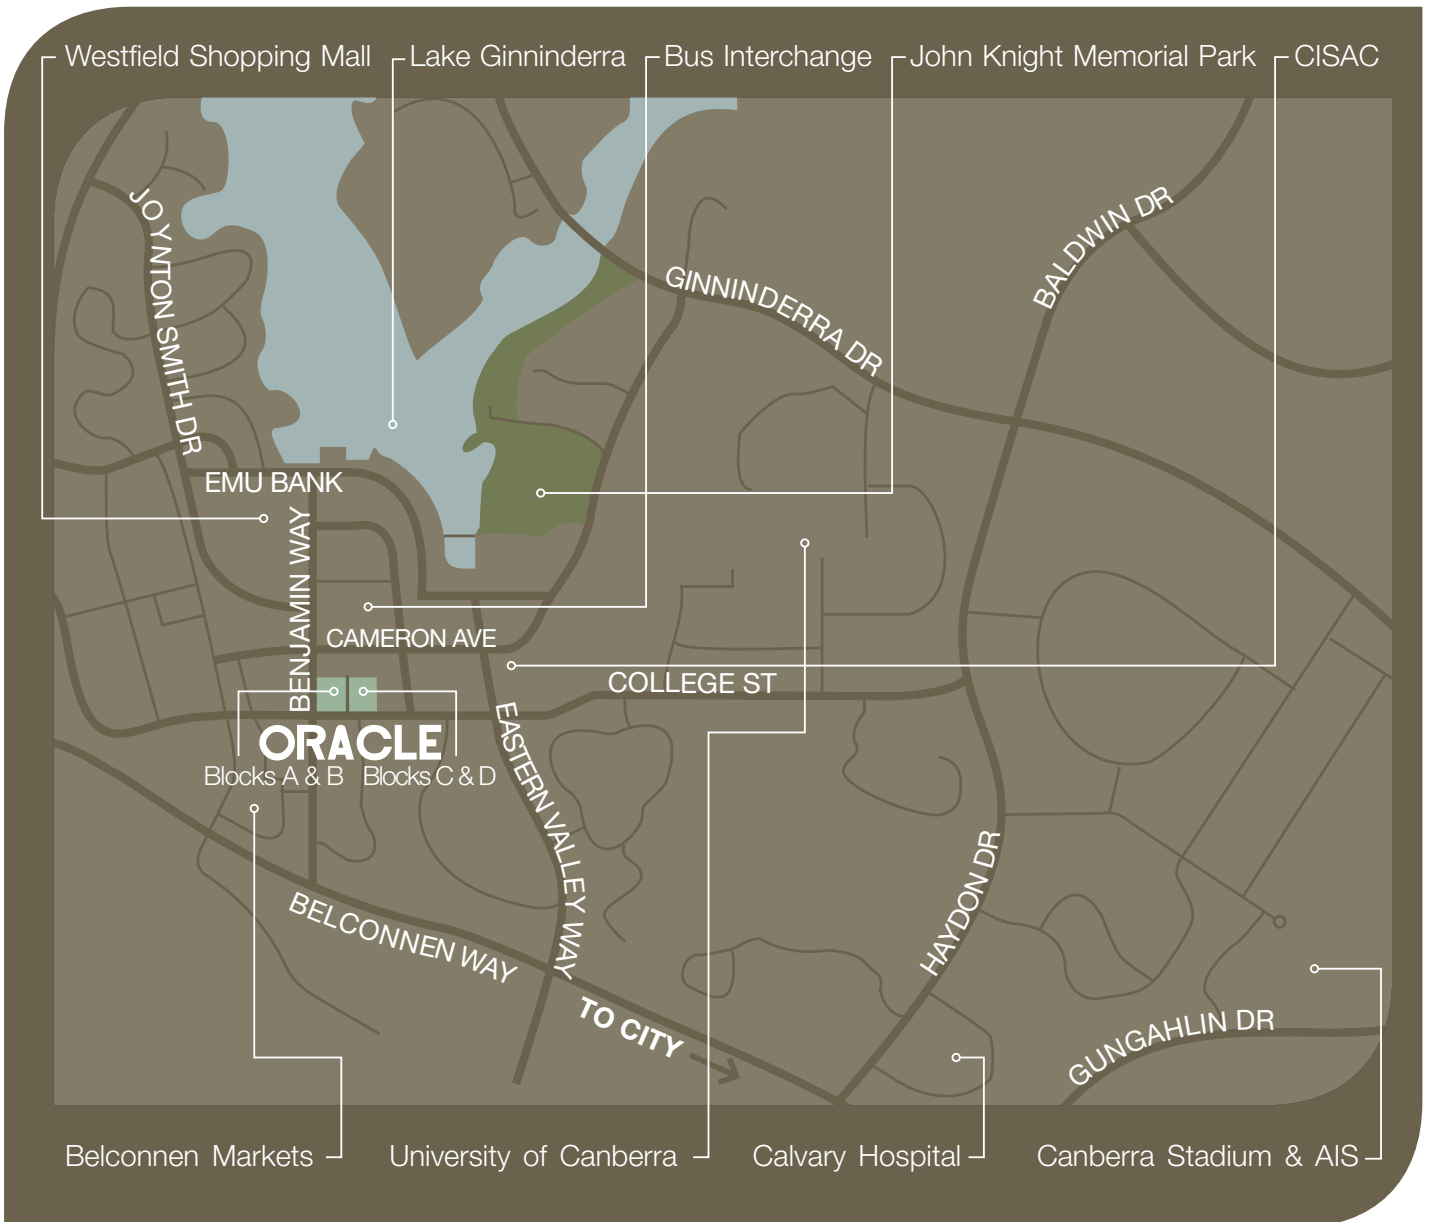 Westfield Shopping Mall
Lake Ginninderra
Bus Interchange
John Knight Memorial Park
CISAC
JOYNTON SMITH DR
GINNINDERRA DR
BALDWIN DR
EMU BANK
BENJAMIN WAY
CAMERON AVE
COLLEGE ST
ORACLE
Blocks A & B
Blocks C & D
EASTERN VALLEY WAY
BELCONNEN WAY
HAYDON DR
TO CITY
GUNGAHLIN DR
Belconnen Markets
University of Canberra
Calvary Hospital
Canberra Stadium & AIS